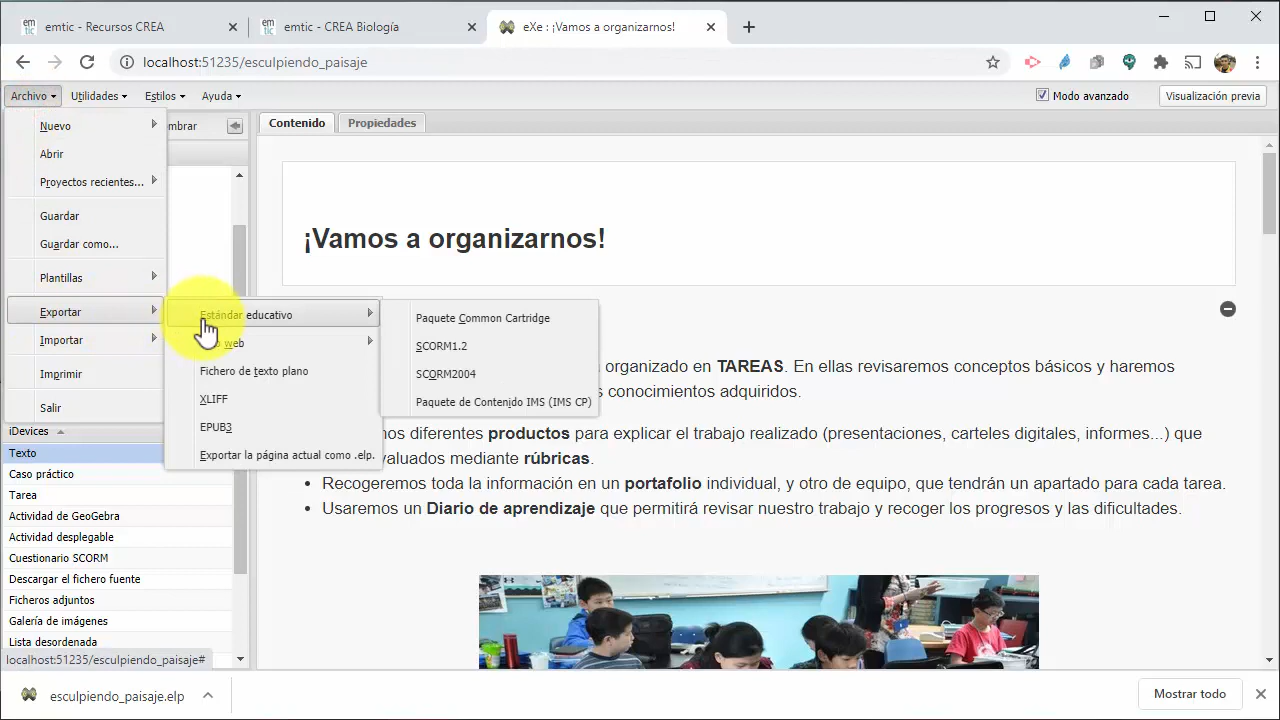 emtic - Recursos CREA
emtic - CREA Biología
eXe : ¡Vamos a organizarnos!
localhost:51235/esculpiendo_paisaje
Archivo
Utilidades
Estilos
Ayuda
Modo avanzado
Visualización previa
Nuevo
Abrir
Proyectos recientes...
Guardar
Guardar como...
Plantillas
Exportar
Importar
Imprimir
Salir
Contenido
Propiedades
Estándar educativo
web
Fichero de texto plano
XLIFF
EPUB3
Exportar la página actual como .elp.
Paquete Common Cartridge
SCORM1.2
SCORM2004
Paquete de Contenido IMS (IMS CP)
¡Vamos a organizarnos!
organizado en TAREAS. En ellas revisaremos conceptos básicos y haremos
conocimientos adquiridos.
diferentes productos para explicar el trabajo realizado (presentaciones, carteles digitales, informes...) que
evaluados mediante rúbricas.
• Recogeremos toda la información en un portafolio individual, y otro de equipo, que tendrán un apartado para cada tarea.
• Usaremos un Diario de aprendizaje que permitirá revisar nuestro trabajo y recoger los progresos y las dificultades.
iDevices
Texto
Caso práctico
Tarea
Actividad de GeoGebra
Actividad desplegable
Cuestionario SCORM
Descargar el fichero fuente
Ficheros adjuntos
Galería de imágenes
Lista desordenada
localhost:51235/esculpiendo_paisaje#
esculpiendo_paisaje.elp
Mostrar todo